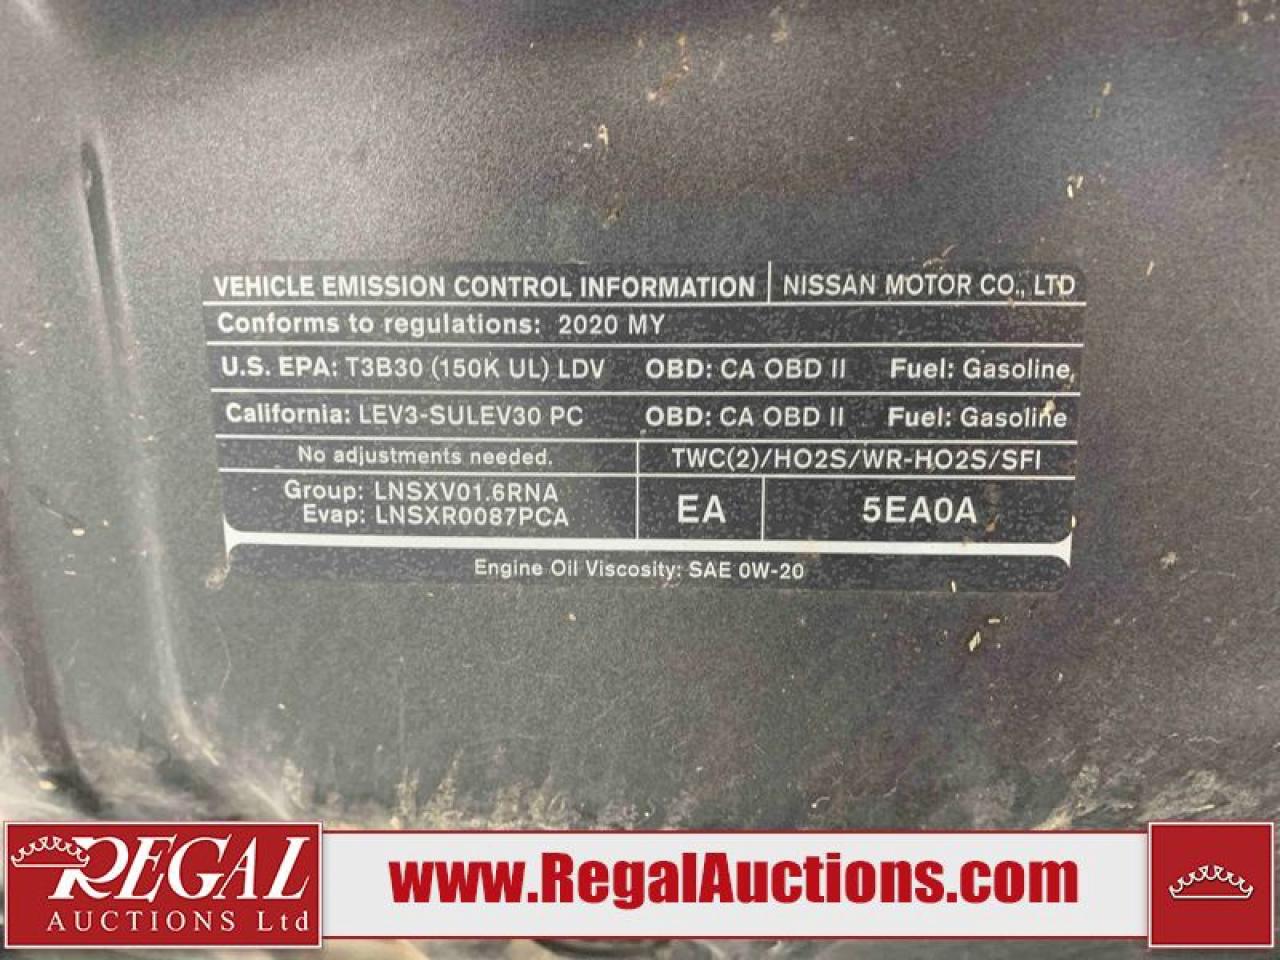 VEHICLE EMISSION CONTROL INFORMATION NISSAN MOTOR CO., LTD
Conforms to regulations: 2020 MY
U.S. EPA: T3B30 (150K UL) LDV OBD: CA OBD II Fuel: Gasoline
California: LEV3-SULEV30 PC OBD: CA OBD II Fuel: Gasoline
No adjustments needed. TWC(2)/HO2S/WR-HO2S/SFI
Group: LNSXV01.6RNA
Evap: LNSXR0087PCA
EA 5EA0A
Engine Oil Viscosity: SAE 0W-20
REGAL
AUCTIONS Ltd
www.RegalAuctions.com